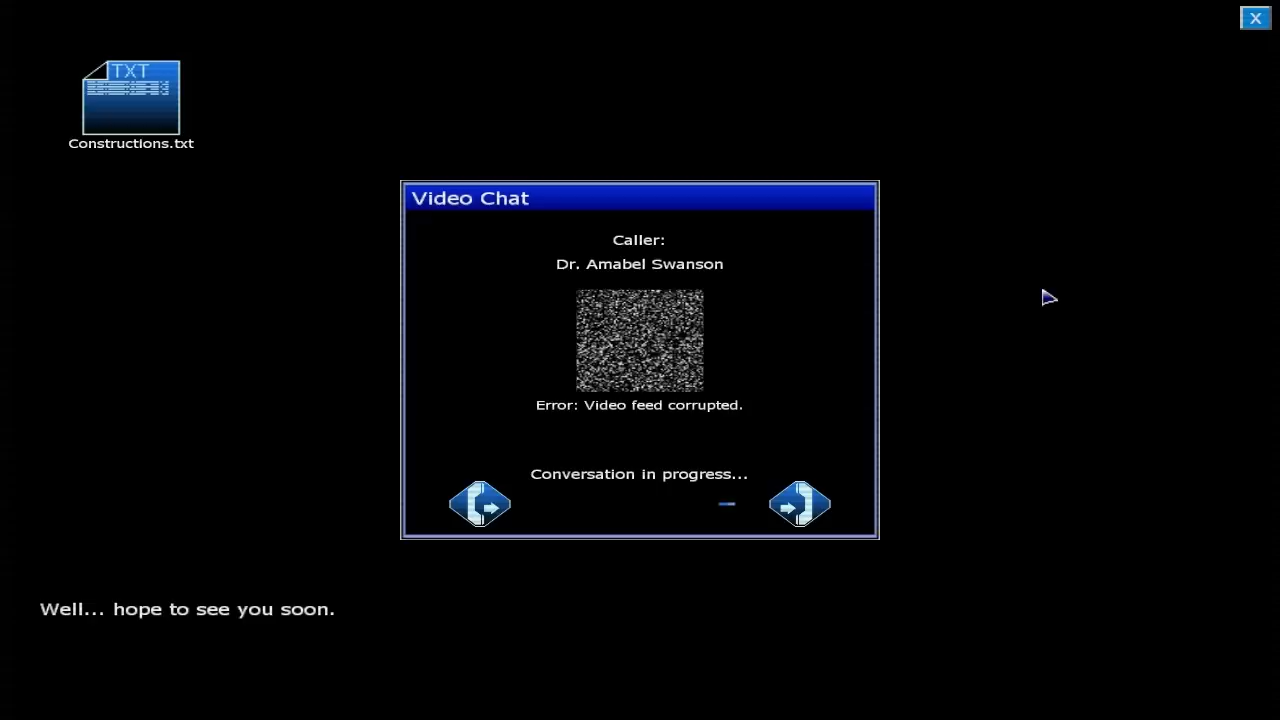 X
TXT
Constructions.txt
Video Chat
Caller:
Dr. Amabel Swanson
Error: Video feed corrupted.
Conversation in progress...
Well... hope to see you soon.